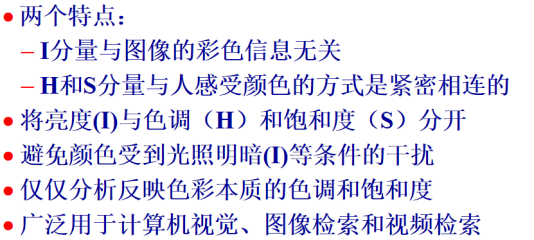 • 两个特点：
– I分量与图像的彩色信息无关
– H和S分量与人感受颜色的方式是紧密相连的
• 将亮度(I)与色调（H）和饱和度（S）分开
• 避免颜色受到光照明暗(I)等条件的干扰
• 仅仅分析反映色彩本质的色调和饱和度
• 广泛用于计算机视觉、图像检索和视频检索